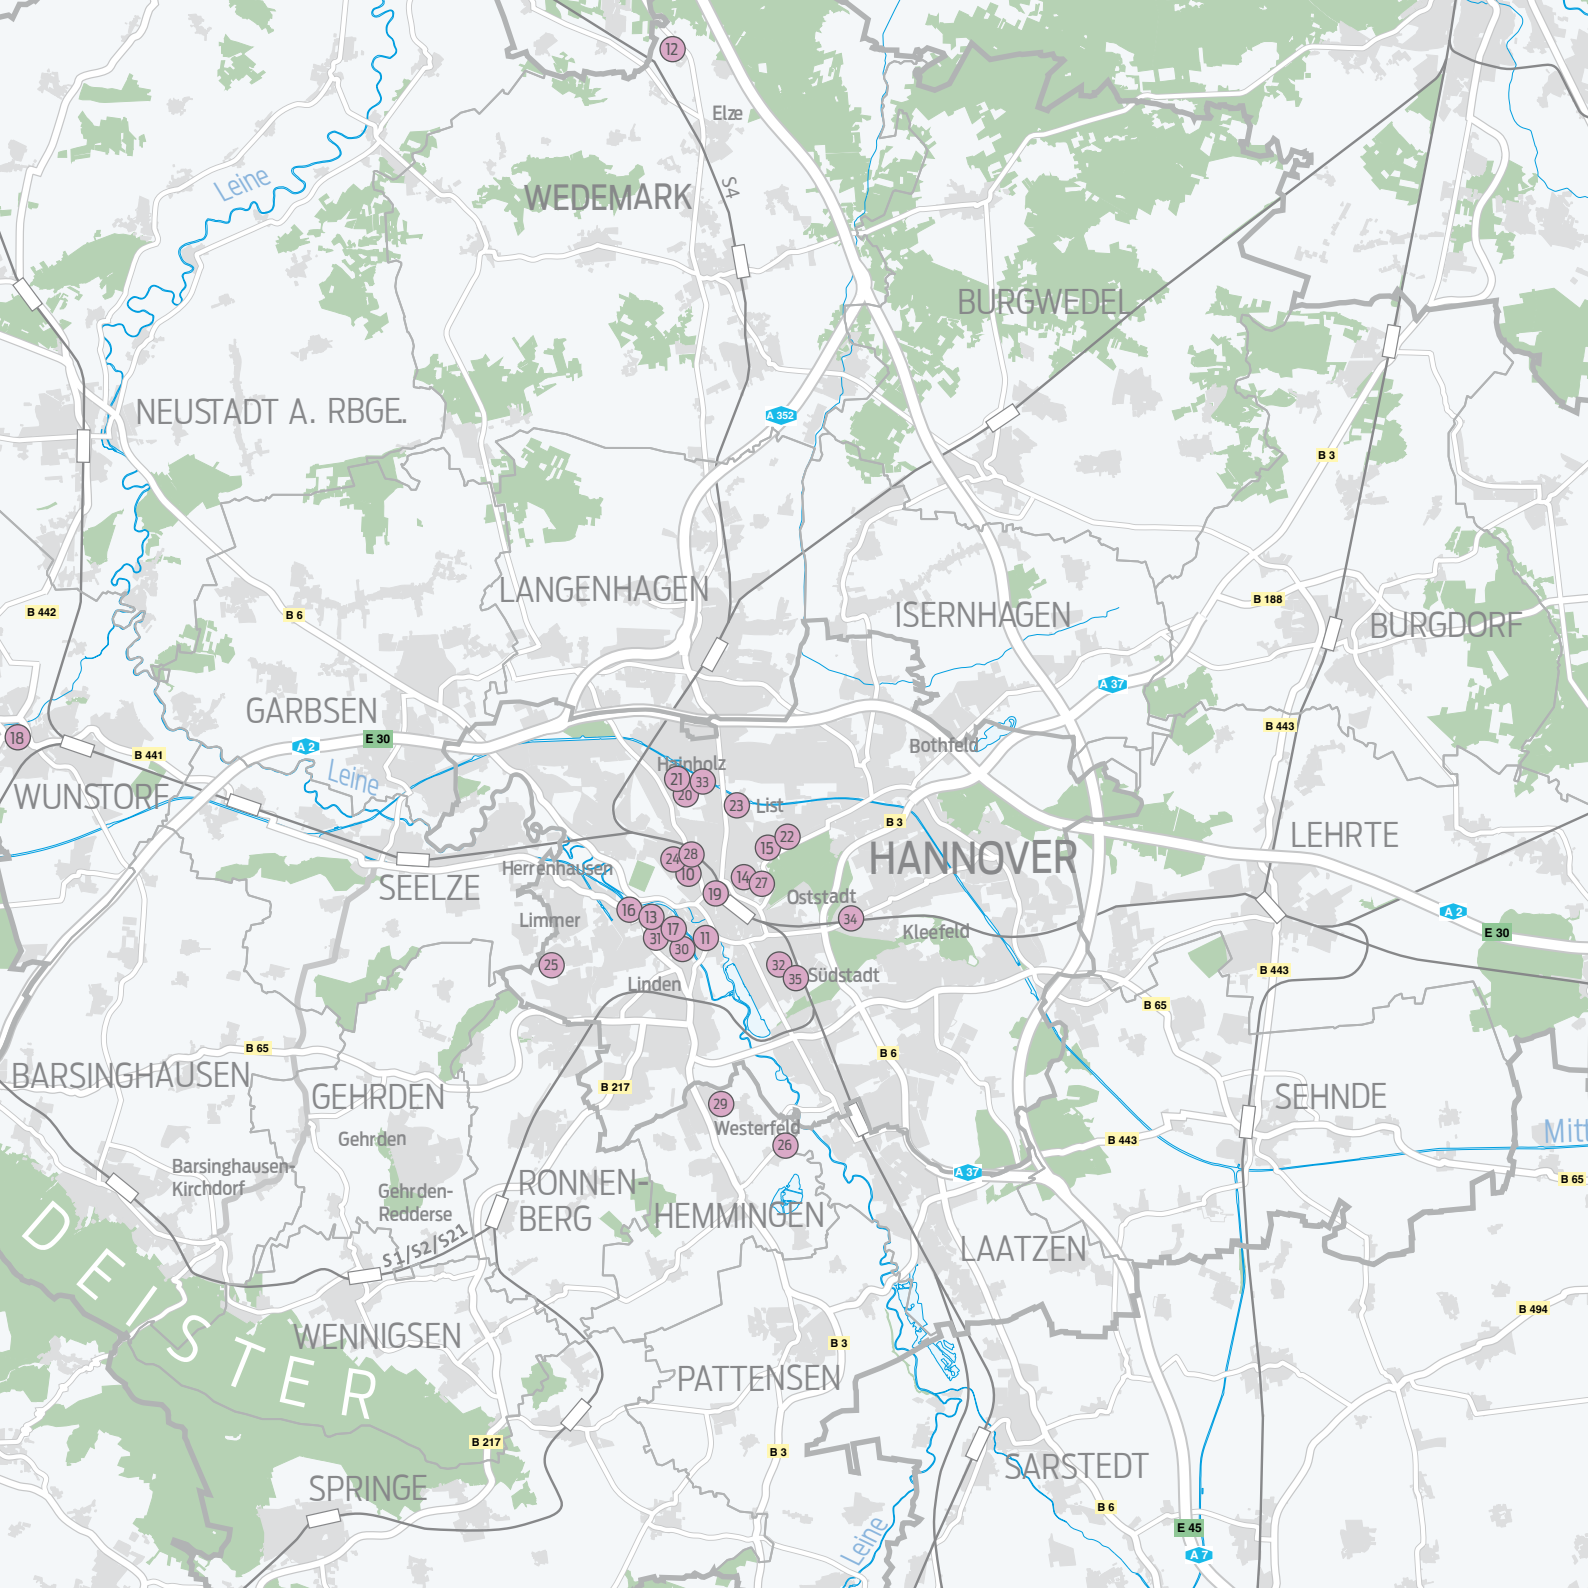 12
Elze
Leine
WEDEMARK
S4
BURGWEDEL
NEUSTADT A. RBGE..
A 352
B 3
LANGENHAGEN
B 188
B 442
B 6
ISERNHAGEN
BURGDORF
A 37
GARBSEN
B 443
18
E 30
A 2
Bothfeld
B 441
Hainholz
Leine
21
33
20
WUNSTORF
23
List
B 3
22
15
LEHRTE
HANNOVER
24
28
Herrenhausen
10
SEELZE
14
27
19
Oststadt
16
13
34
A 2
Limmer
17
Kleefeld
E 30
31
11
30
25
32
Südstadt
B 443
35
Linden
B 65
B 65
B 6
BARSINGHAUSEN
B 217
GEHRDEN
SEHNDE
29
Westerfeld
Gehrden
B 443
Mitt
26
Barsinghausen-
Kirchdorf
A 37
B 65
RONNEN-
BERG
Gehrden-
Redderse
HEMMINGEN
S1/S2/S21
LAATZEN
DEISTER
B 494
WENNIGSEN
B 3
PATTENSEN
B 217
B 3
SARSTEDT
SPRINGE
B 6
E 45
Leine
A 7